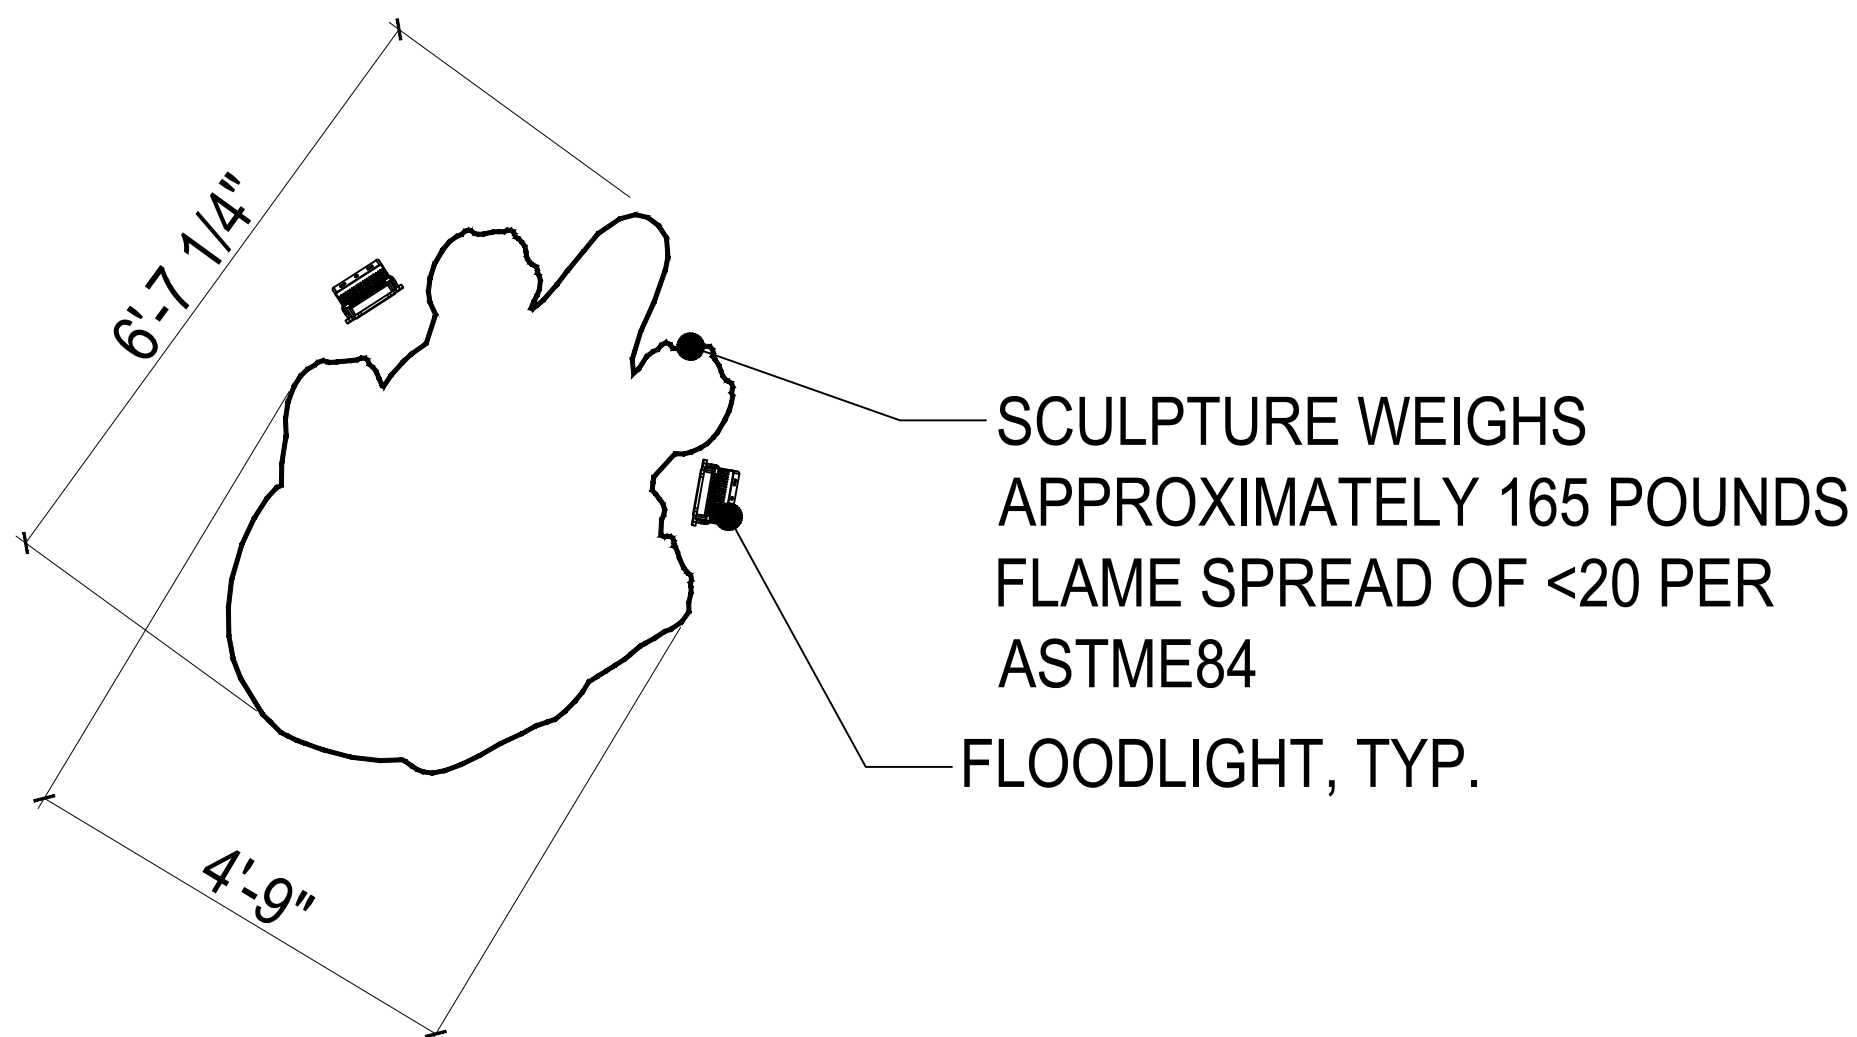 6'-7 1/4"
SCULPTURE WEIGHS
APPROXIMATELY 165 POUNDS
FLAME SPREAD OF <20 PER
ASTME84
FLOODLIGHT, TYP.
4'-9"